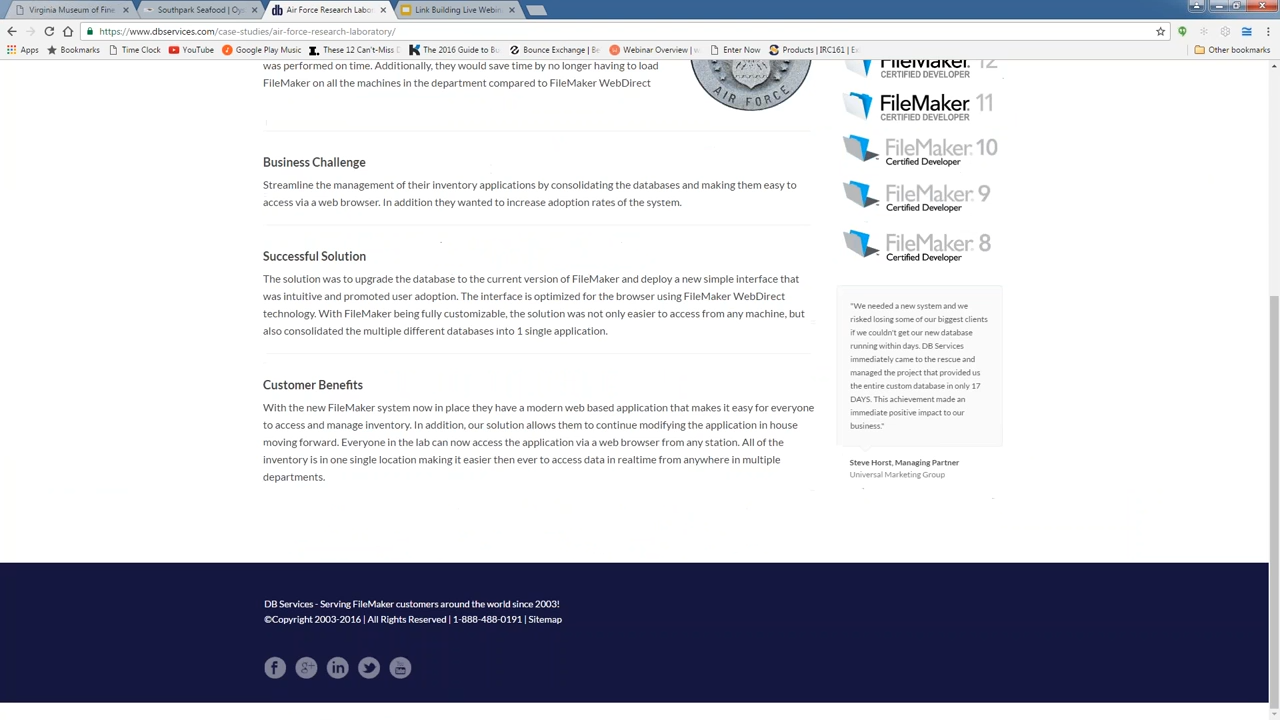 Virginia Museum of Fine
Southpark Seafood | Oys
Air Force Research Labor
Link Building Live Webin
https://www.dbservices.com/case-studies/air-force-research-laboratory/
Apps
Bookmarks
Time Clock
YouTube
Google Play Music
These 12 Can't-Miss D
The 2016 Guide to Bu
Bounce Exchange | Be
Webinar Overview | w
Enter Now
Products | IRC161 | Ex
Other bookmarks
was performed on time. Additionally, they would save time by no longer having to load
FileMaker on all the machines in the department compared to FileMaker WebDirect
AIR FORCE
Business Challenge
Streamline the management of their inventory applications by consolidating the databases and making them easy to
access via a web browser. In addition they wanted to increase adoption rates of the system.
Successful Solution
The solution was to upgrade the database to the current version of FileMaker and deploy a new simple interface that
was intuitive and promoted user adoption. The interface is optimized for the browser using FileMaker WebDirect
technology. With FileMaker being fully customizable, the solution was not only easier to access from any machine, but
also consolidated the multiple different databases into 1 single application.
Customer Benefits
With the new FileMaker system now in place they have a modern web based application that makes it easy for everyone
to access and manage inventory. In addition, our solution allows them to continue modifying the application in house
moving forward. Everyone in the lab can now access the application via a web browser from any station. All of the
inventory is in one single location making it easier then ever to access data in realtime from anywhere in multiple
departments.
FileMaker 12
CERTIFIED DEVELOPER
FileMaker 11
CERTIFIED DEVELOPER
FileMaker 10
Certified Developer
FileMaker 9
Certified Developer
FileMaker 8
Certified Developer
"We needed a new system and we
risked losing some of our biggest clients
if we couldn't get our new database
running within days. DB Services
immediately came to the rescue and
managed the project that provided us
the entire custom database in only 17
DAYS. This achievement made an
immediate positive impact to our
business."
Steve Horst, Managing Partner
Universal Marketing Group
DB Services - Serving FileMaker customers around the world since 2003!
©Copyright 2003-2016 | All Rights Reserved | 1-888-488-0191 | Sitemap